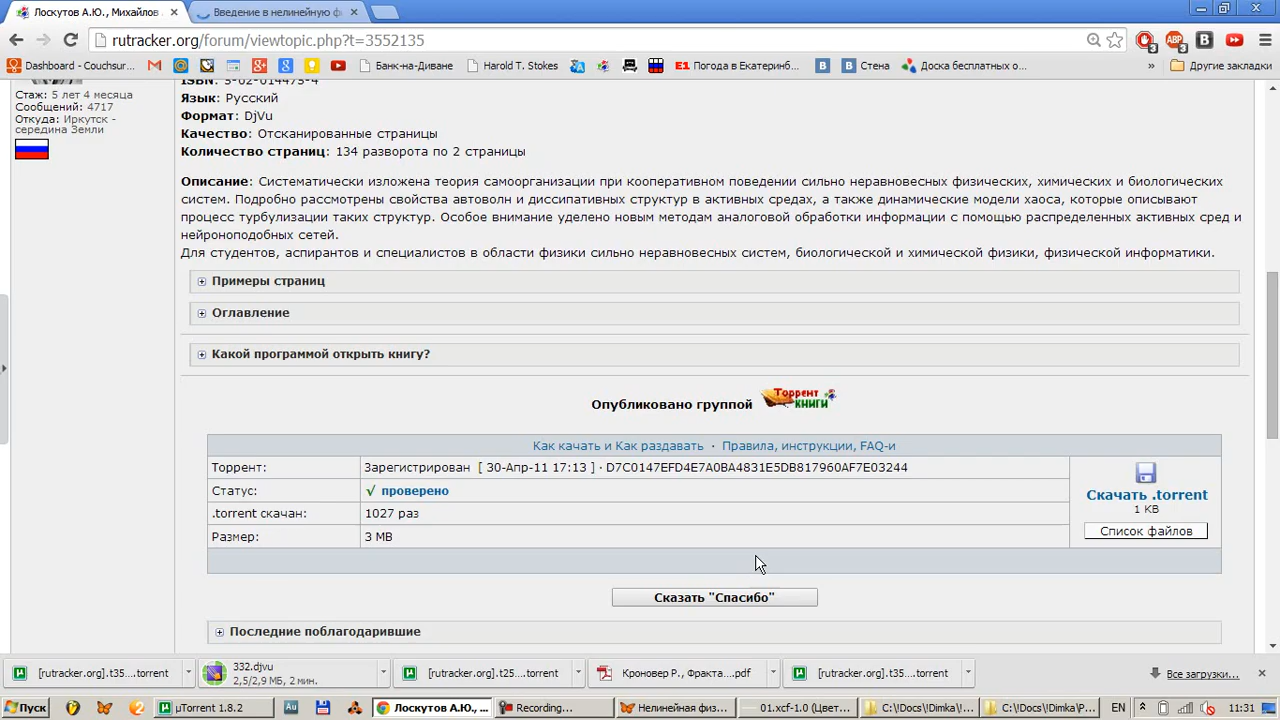 Лоскутов А.Ю., Михайлов
Введение в нелинейную ф
rutracker.org/forum/viewtopic.php?t=3552135
Dashboard - Couchsur...
Банк-на-Диване
Harold T. Stokes
E1 Погода в Екатеринб...
Стена
Доска бесплатных о...
» Другие закладки
Стаж: 5 лет 4 месяца
Сообщений: 4717
Откуда: Иркутск -
середина Земли
ISBN: 5-02-014475-4
Язык: Русский
Формат: DjVu
Качество: Отсканированные страницы
Количество страниц: 134 разворота по 2 страницы
Описание: Систематически изложена теория самоорганизации при кооперативном поведении сильно неравновесных физических, химических и биологических
систем. Подробно рассмотрены свойства автоволн и диссипативных структур в активных средах, а также динамические модели хаоса, которые описывают
процесс турбулизации таких структур. Особое внимание уделено новым методам аналоговой обработки информации с помощью распределенных активных сред и
нейроноподобных сетей.
Для студентов, аспирантов и специалистов в области физики сильно неравновесных систем, биологической и химической физики, физической информатики.
Примеры страниц
Оглавление
Какой программой открыть книгу?
Опубликовано группой Торрент книги
Как качать и Как раздавать · Правила, инструкции, FAQ-и
Торрент: Зарегистрирован [ 30-Апр-11 17:13 ] · D7C0147EFD4E7A0BA4831E5DB817960AF7E03244
Статус: √ проверено
.torrent скачан: 1027 раз
Размер: 3 MB
Скачать .torrent
1 KB
Список файлов
Сказать "Спасибо"
Последние поблагодарившие
[rutracker.org].t35....torrent
332.djvu
2,5/2,9 МБ, 2 мин.
[rutracker.org].t25....torrent
Кроновер Р., Фракта....pdf
[rutracker.org].t35....torrent
Все загрузки...
Пуск
µTorrent 1.8.2
Au
Лоскутов А.Ю., ...
Recording...
Нелинейная физ...
01.xcf-1.0 (Цвет...
C:\Docs\Dimka\I...
C:\Docs\Dimka\P...
EN
11:31